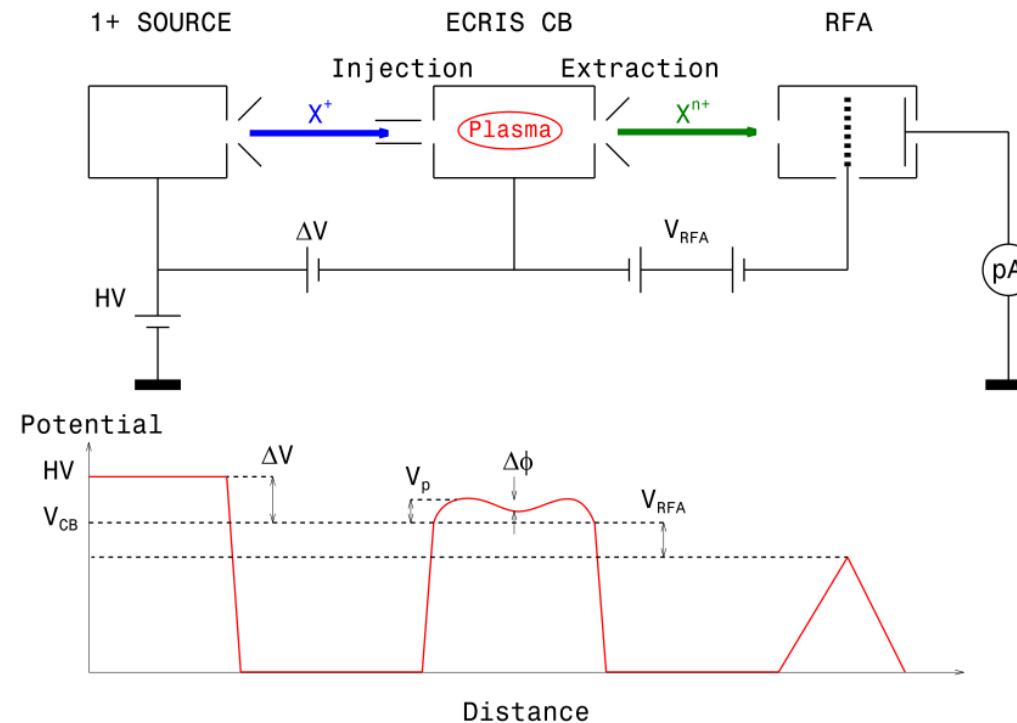 1+ SOURCE
ECRIS CB
RFA
Injection
Extraction
X+
Plasma
Xn+
ΔV
VRFA
HV
pA
Potential
HV
ΔV
Vp
Δϕ
VRFA
VCB
Distance